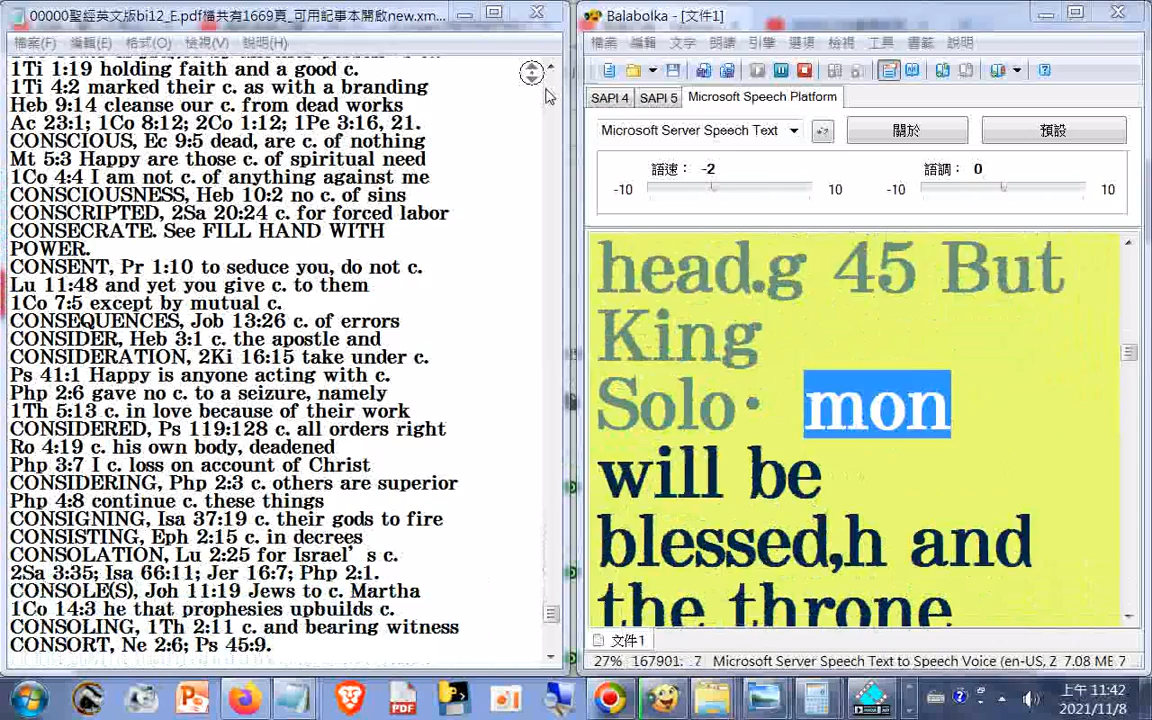 00000聖經英文版bi12_E.pdf檔共有1669頁_可用記事本開啟new.xm...
檔案(F) 編輯(E) 格式(O) 檢視(V) 說明(H)
1Ti 1:19 holding faith and a good c.
1Ti 4:2 marked their c. as with a branding
Heb 9:14 cleanse our c. from dead works
Ac 23:1; 1Co 8:12; 2Co 1:12; 1Pe 3:16, 21.
CONSCIOUS, Ec 9:5 dead, are c. of nothing
Mt 5:3 Happy are those c. of spiritual need
1Co 4:4 I am not c. of anything against me
CONSCIOUSNESS, Heb 10:2 no c. of sins
CONSCRIPTED, 2Sa 20:24 c. for forced labor
CONSECRATE. See FILL HAND WITH
POWER.
CONSENT, Pr 1:10 to seduce you, do not c.
Lu 11:48 and yet you give c. to them
1Co 7:5 except by mutual c.
CONSEQUENCES, Job 13:26 c. of errors
CONSIDER, Heb 3:1 c. the apostle and
CONSIDERATION, 2Ki 16:15 take under c.
Ps 41:1 Happy is anyone acting with c.
Php 2:6 gave no c. to a seizure, namely
1Th 5:13 c. in love because of their work
CONSIDERED, Ps 119:128 c. all orders right
Ro 4:19 c. his own body, deadened
Php 3:7 I c. loss on account of Christ
CONSIDERING, Php 2:3 c. others are superior
Php 4:8 continue c. these things
CONSIGNING, Isa 37:19 c. their gods to fire
CONSISTING, Eph 2:15 c. in decrees
CONSOLATION, Lu 2:25 for Israel's c.
2Sa 3:35; Isa 66:11; Jer 16:7; Php 2:1.
CONSOLE(S), Joh 11:19 Jews to c. Martha
1Co 14:3 he that prophesies upbuilds c.
CONSOLING, 1Th 2:11 c. and bearing witness
CONSORT, Ne 2:6; Ps 45:9.
Balabolka - [文件1]
檔案 編輯 文字 朗讀 引擎 選項 檢視 工具 書籤 說明
SAPI 4 SAPI 5 Microsoft Speech Platform
Microsoft Server Speech Text 關於 預設
語速： -2 語調： 0
-10 10 -10 10
head.g 45 But
King
Solo· mon
will be
blessed,h and
the throne
文件1
27% 167901: 7 Microsoft Server Speech Text to Speech Voice (en-US, 2 7.08 ME 7
PDF
上午 11:42
2021/11/8